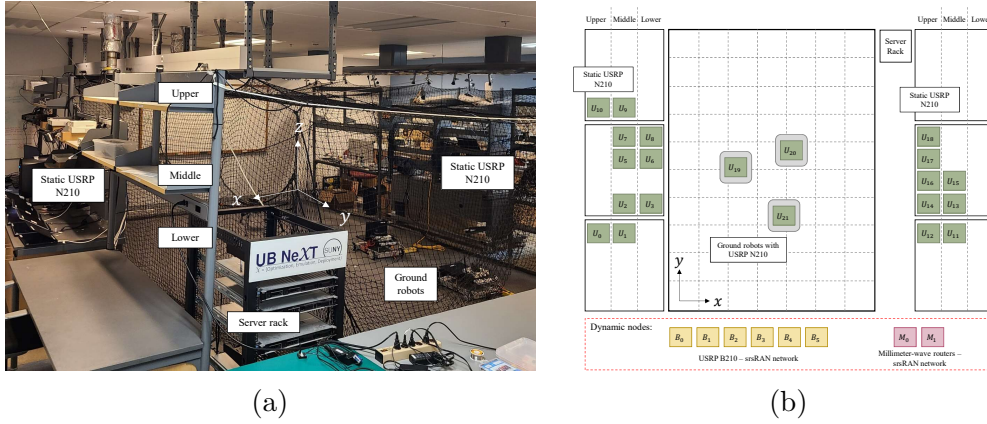 Upper
Static USRP
N210
Middle
Static USRP
N210
z
x
y
Lower
UB NeXT
SUNY
Ground
robots
Server rack
(a)
Upper Middle Lower
Upper Middle Lower
Server
Rack
Static USRP
N210
U10 U9
Static USRP
N210
U7 U8
U5 U6
U2 U3
U0 U1
U20
U19
U21
Ground robots with
USRP N210
y
x
U18
U17
U16 U15
U14 U13
U12 U11
Dynamic nodes:
B0 B1 B2 B3 B4 B5
USRP B210 – srsRAN network
M0 M1
Millimeter-wave routers –
srsRAN network
(b)